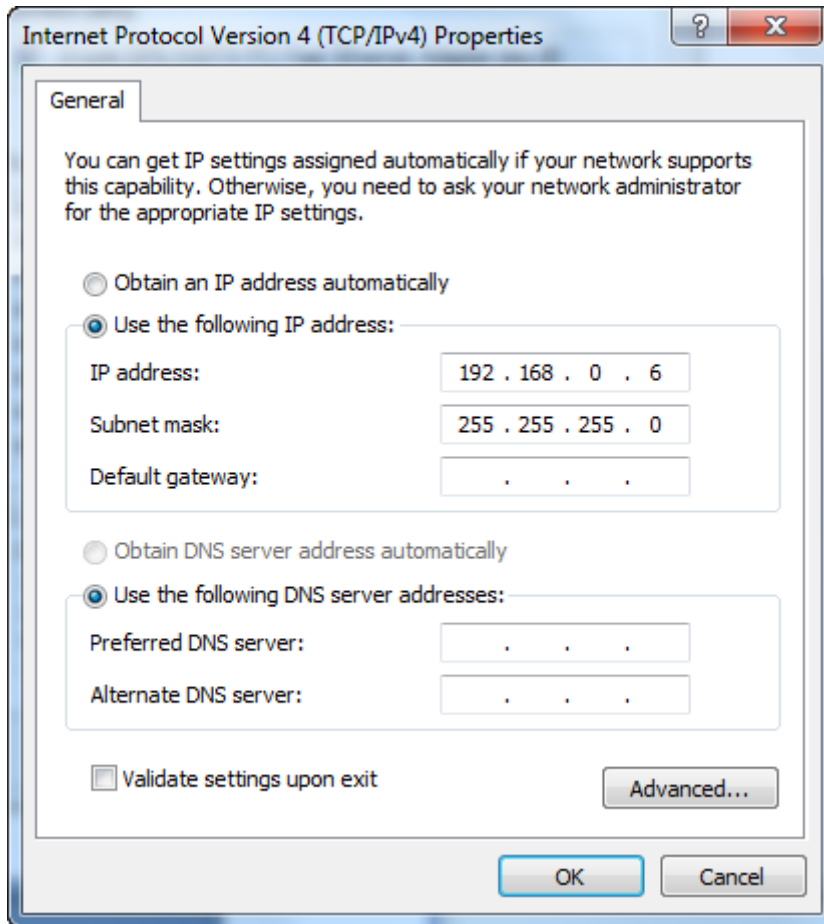 Internet Protocol Version 4 (TCP/IPv4) Properties
?
X
General
You can get IP settings assigned automatically if your network supports
this capability. Otherwise, you need to ask your network administrator
for the appropriate IP settings.
Obtain an IP address automatically
Use the following IP address:
IP address: 192 . 168 . 0 . 6
Subnet mask: 255 . 255 . 255 . 0
Default gateway: . . .
Obtain DNS server address automatically
Use the following DNS server addresses:
Preferred DNS server: . . .
Alternate DNS server: . . .
Validate settings upon exit
Advanced...
OK Cancel